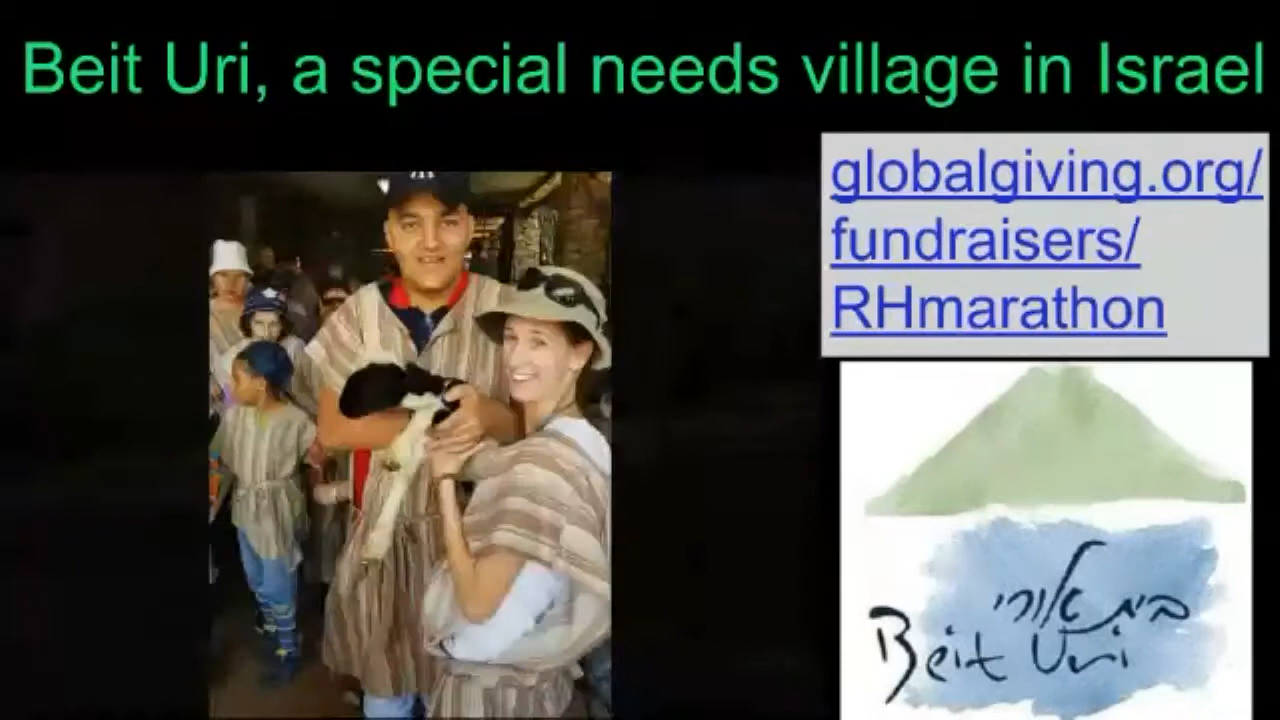 Beit Uri, a special needs village in Israel
globalgiving.org/
fundraisers/
RHmarathon
בית אורי
Beit Uri